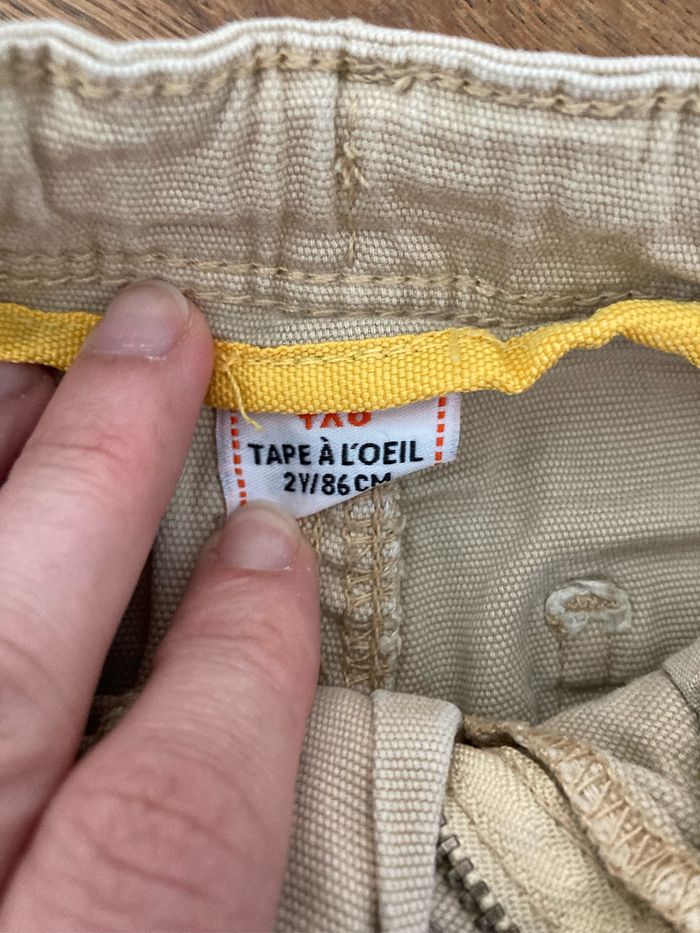 TAPE À L'OEIL
2Y/86 CM